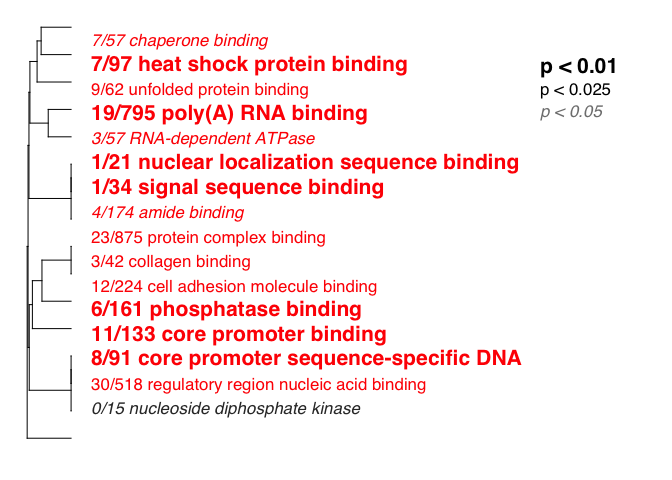 7/57 chaperone binding
7/97 heat shock protein binding
9/62 unfolded protein binding
19/795 poly(A) RNA binding
3/57 RNA-dependent ATPase
1/21 nuclear localization sequence binding
1/34 signal sequence binding
4/174 amide binding
23/875 protein complex binding
3/42 collagen binding
12/224 cell adhesion molecule binding
6/161 phosphatase binding
11/133 core promoter binding
8/91 core promoter sequence-specific DNA
30/518 regulatory region nucleic acid binding
0/15 nucleoside diphosphate kinase
p < 0.01
p < 0.025
p < 0.05